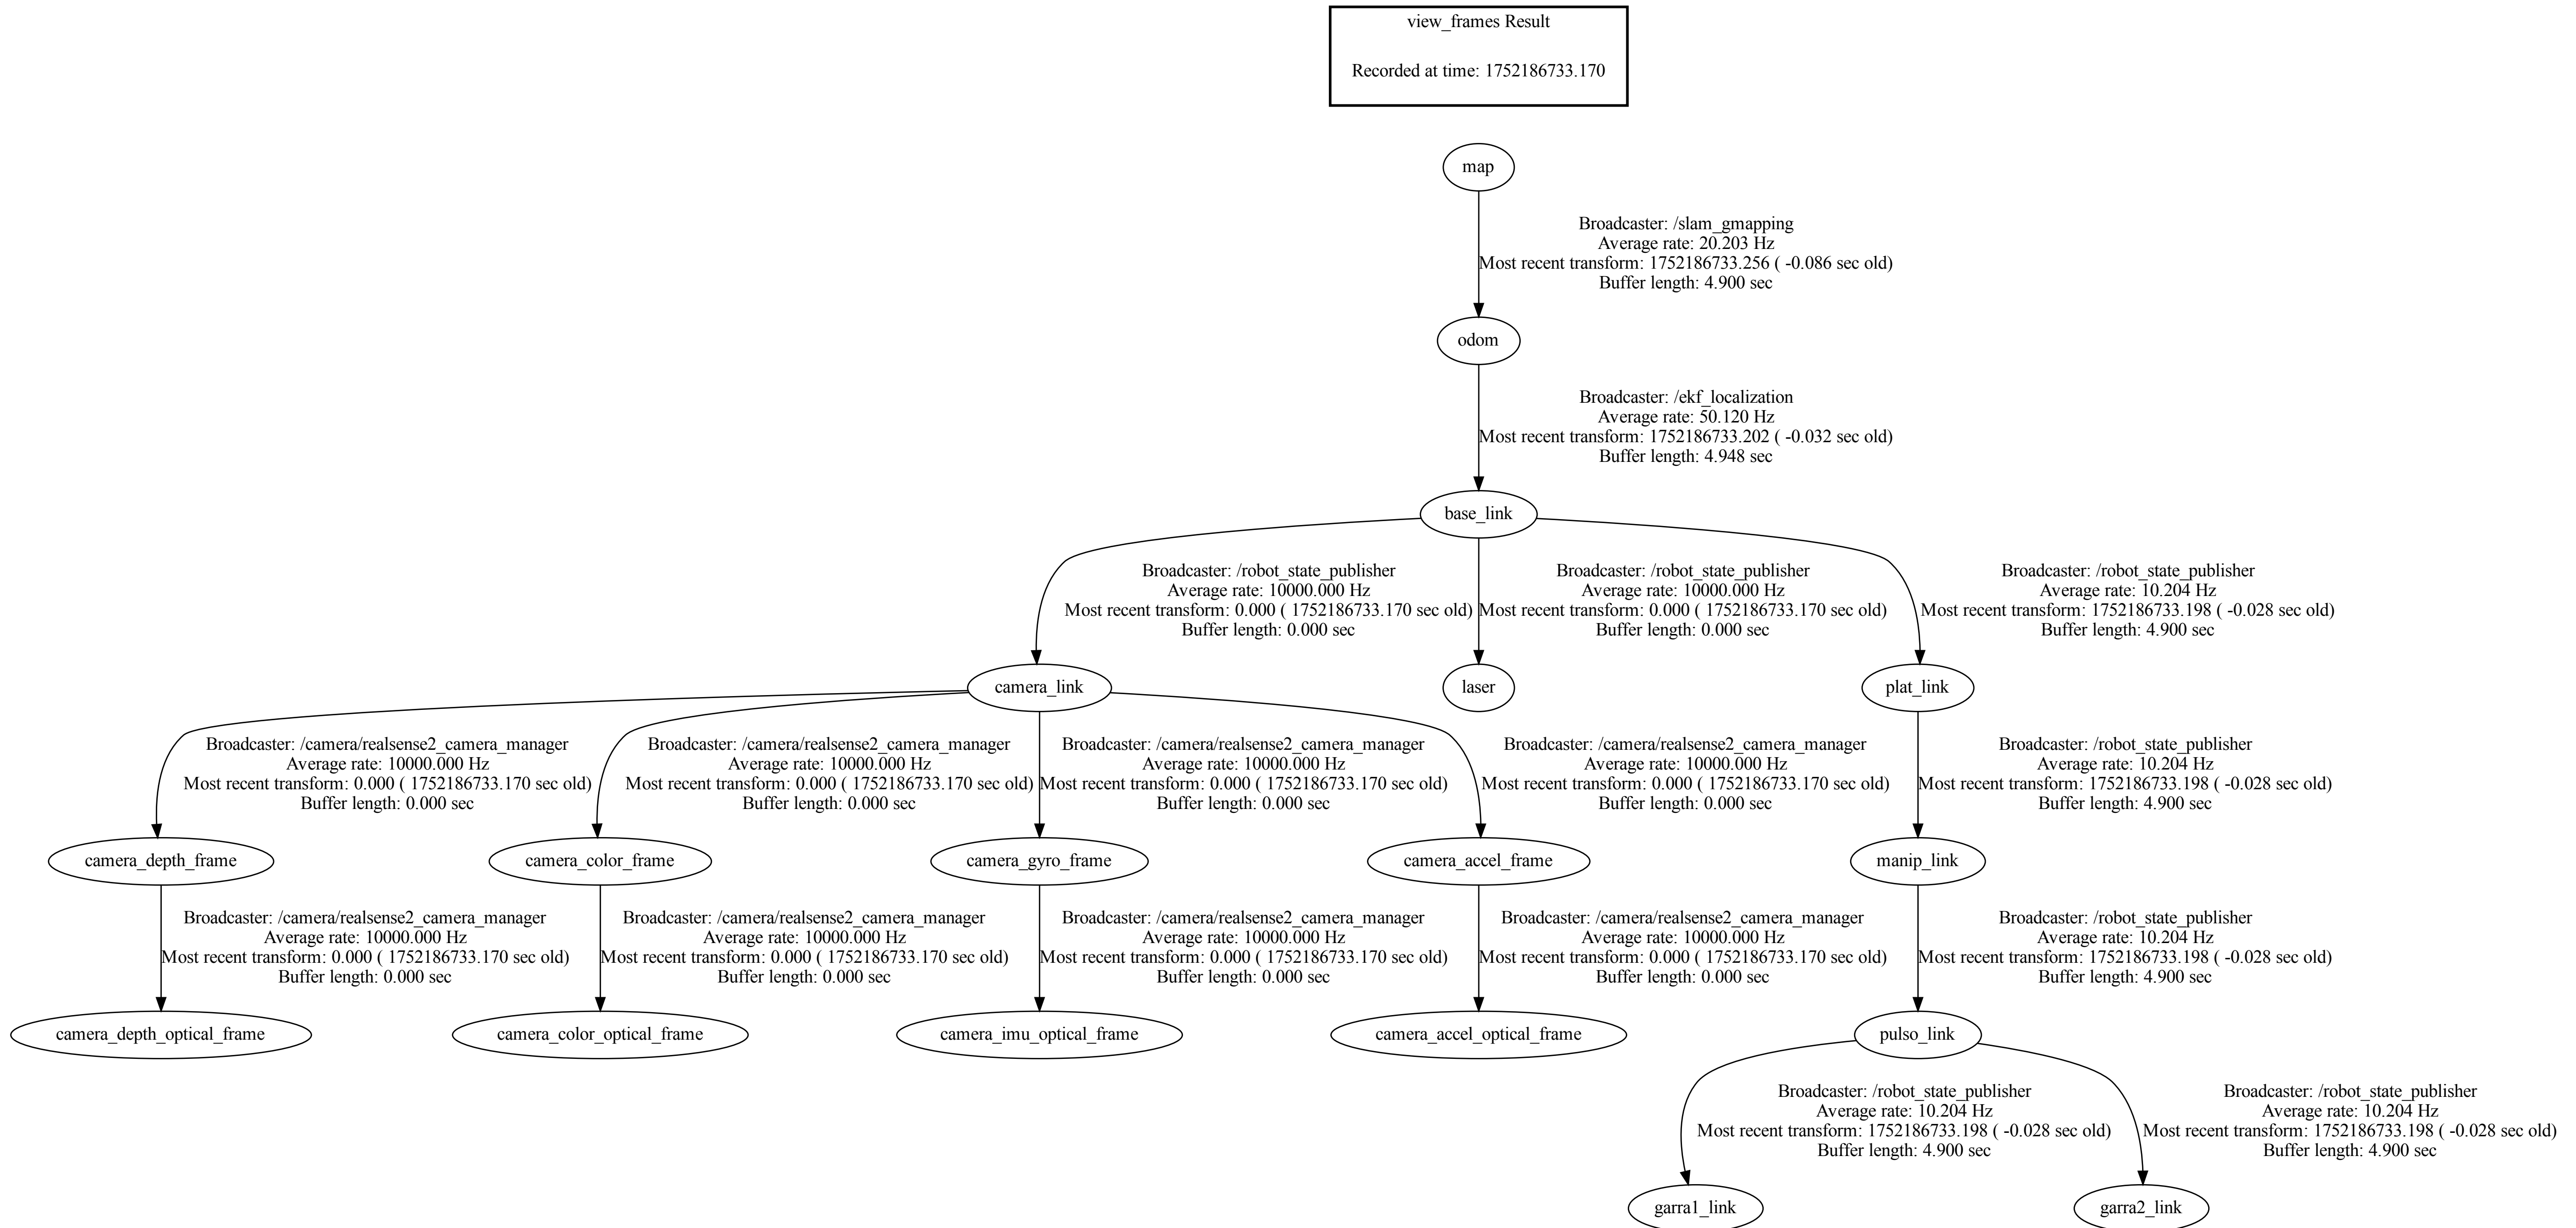 view_frames Result
Recorded at time: 1752186733.170
map
Broadcaster: /slam_gmapping
Average rate: 20.203 Hz
Most recent transform: 1752186733.256 ( -0.086 sec old)
Buffer length: 4.900 sec
odom
Broadcaster: /ekf_localization
Average rate: 50.120 Hz
Most recent transform: 1752186733.202 ( -0.032 sec old)
Buffer length: 4.948 sec
base_link
Broadcaster: /robot_state_publisher
Average rate: 10000.000 Hz
Most recent transform: 0.000 ( 1752186733.170 sec old)
Buffer length: 0.000 sec
Broadcaster: /robot_state_publisher
Average rate: 10000.000 Hz
Most recent transform: 0.000 ( 1752186733.170 sec old)
Buffer length: 0.000 sec
Broadcaster: /robot_state_publisher
Average rate: 10.204 Hz
Most recent transform: 1752186733.198 ( -0.028 sec old)
Buffer length: 4.900 sec
camera_link
laser
plat_link
Broadcaster: /camera/realsense2_camera_manager
Average rate: 10000.000 Hz
Most recent transform: 0.000 ( 1752186733.170 sec old)
Buffer length: 0.000 sec
Broadcaster: /camera/realsense2_camera_manager
Average rate: 10000.000 Hz
Most recent transform: 0.000 ( 1752186733.170 sec old)
Buffer length: 0.000 sec
Broadcaster: /camera/realsense2_camera_manager
Average rate: 10000.000 Hz
Most recent transform: 0.000 ( 1752186733.170 sec old)
Buffer length: 0.000 sec
Broadcaster: /camera/realsense2_camera_manager
Average rate: 10000.000 Hz
Most recent transform: 0.000 ( 1752186733.170 sec old)
Buffer length: 0.000 sec
Broadcaster: /robot_state_publisher
Average rate: 10.204 Hz
Most recent transform: 1752186733.198 ( -0.028 sec old)
Buffer length: 4.900 sec
camera_depth_frame
camera_color_frame
camera_gyro_frame
camera_accel_frame
manip_link
Broadcaster: /camera/realsense2_camera_manager
Average rate: 10000.000 Hz
Most recent transform: 0.000 ( 1752186733.170 sec old)
Buffer length: 0.000 sec
Broadcaster: /camera/realsense2_camera_manager
Average rate: 10000.000 Hz
Most recent transform: 0.000 ( 1752186733.170 sec old)
Buffer length: 0.000 sec
Broadcaster: /camera/realsense2_camera_manager
Average rate: 10000.000 Hz
Most recent transform: 0.000 ( 1752186733.170 sec old)
Buffer length: 0.000 sec
Broadcaster: /camera/realsense2_camera_manager
Average rate: 10000.000 Hz
Most recent transform: 0.000 ( 1752186733.170 sec old)
Buffer length: 0.000 sec
Broadcaster: /robot_state_publisher
Average rate: 10.204 Hz
Most recent transform: 1752186733.198 ( -0.028 sec old)
Buffer length: 4.900 sec
camera_depth_optical_frame
camera_color_optical_frame
camera_imu_optical_frame
camera_accel_optical_frame
pulso_link
Broadcaster: /robot_state_publisher
Average rate: 10.204 Hz
Most recent transform: 1752186733.198 ( -0.028 sec old)
Buffer length: 4.900 sec
Broadcaster: /robot_state_publisher
Average rate: 10.204 Hz
Most recent transform: 1752186733.198 ( -0.028 sec old)
Buffer length: 4.900 sec
garra1_link
garra2_link